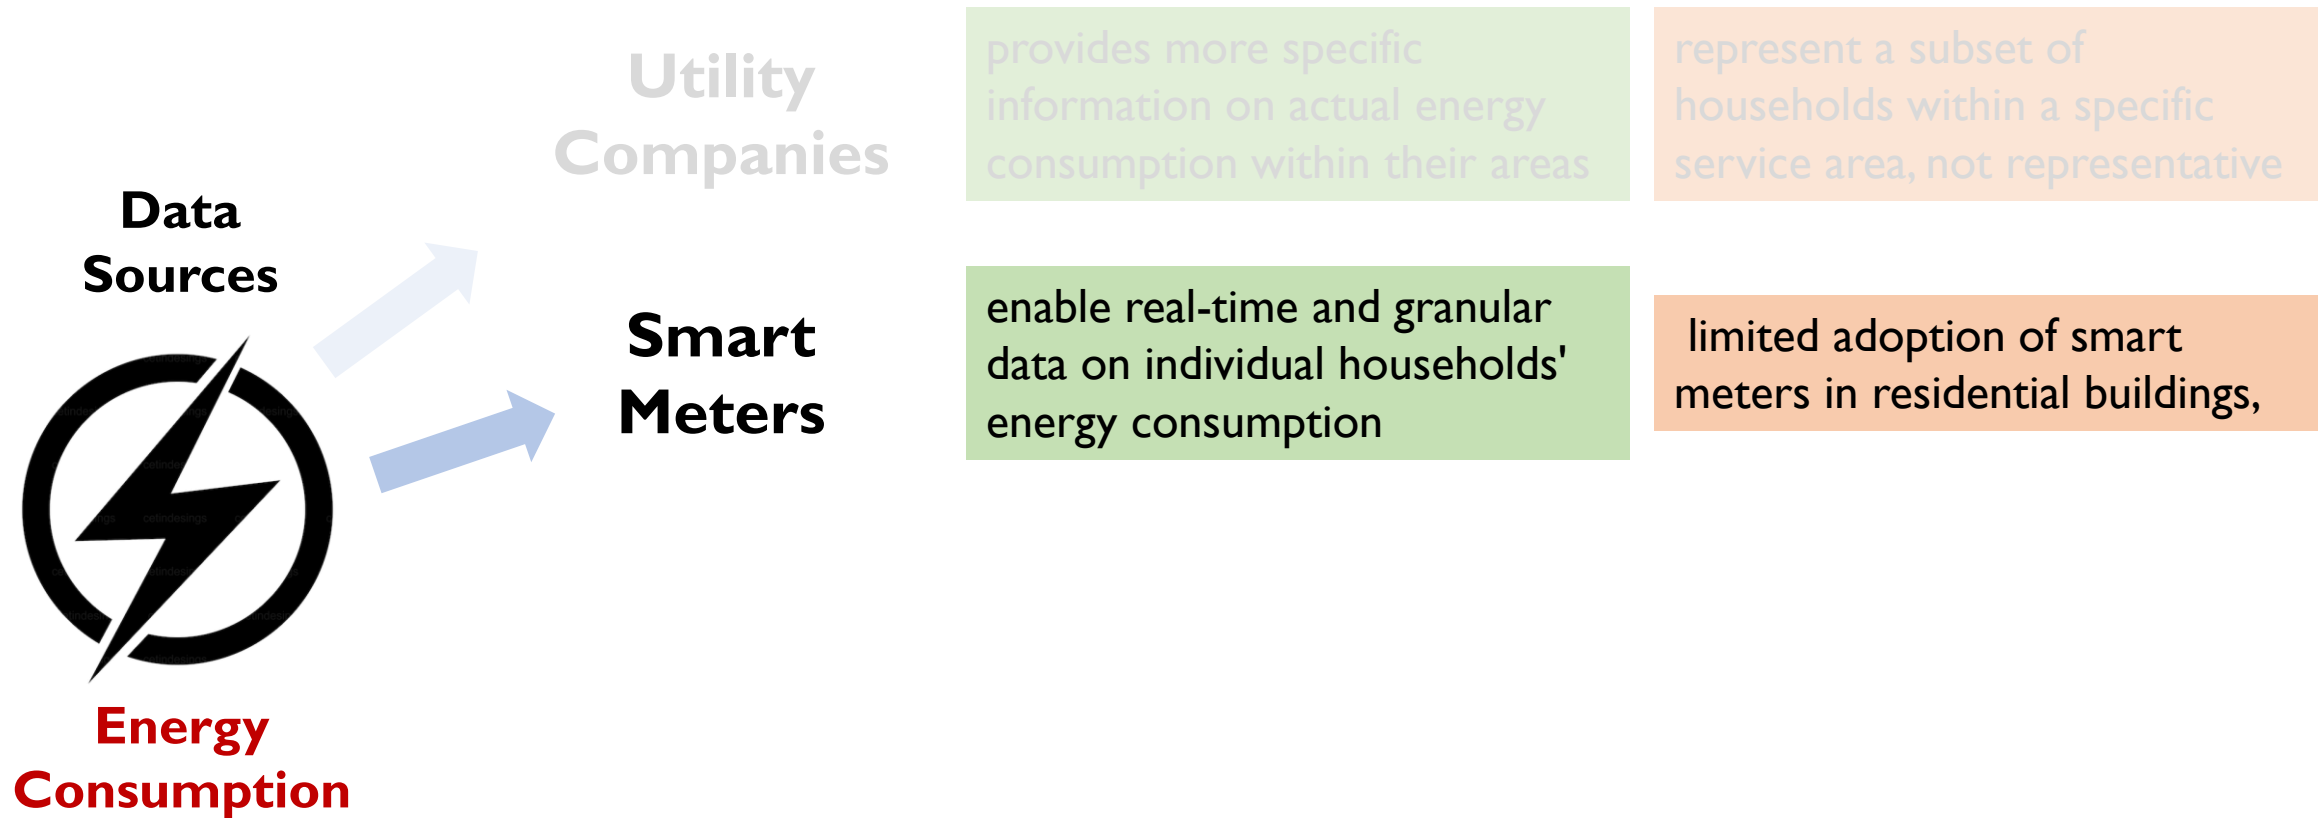 Utility
Companies
provides more specific
information on actual energy
consumption within their areas
represent a subset of
households within a specific
service area, not representative
Data
Sources
Smart
Meters
enable real-time and granular
data on individual households'
energy consumption
limited adoption of smart
meters in residential buildings,
cetindesings
Energy
Consumption